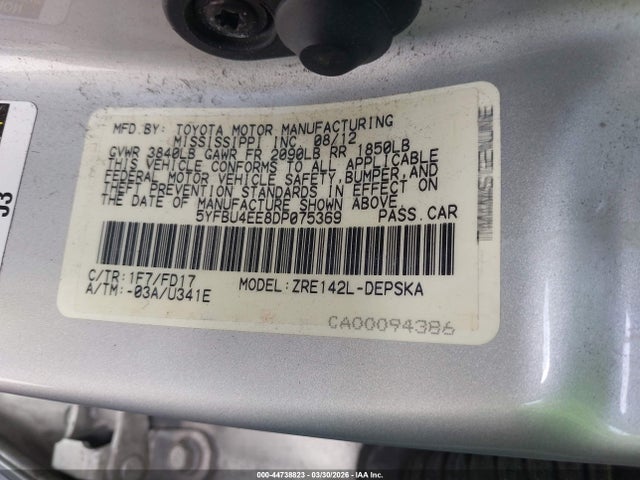 MFD.BY: TOYOTA MOTOR MANUFACTURING
MISSISSIPPI INC 08/12
GVWR 3840LB GAWR FR 2090LB RR 1850LB
THIS VEHICLE CONFORMS TO ALL APPLICABLE
FEDERAL MOTOR VEHICLE SAFETY, BUMPER, AND
THEFT PREVENTION STANDARDS IN EFFECT ON
THE DATE OF MANUFACTURE SHOWN ABOVE.
5YFBU4EE8DP075369 PASS.CAR
C/TR:1F7/FD17 MODEL:ZRE142L-DEPSKA
A/TM:-03A/U341E
CA00094386
J3
000-44738823 | 03/30/2026 - IAA Inc.